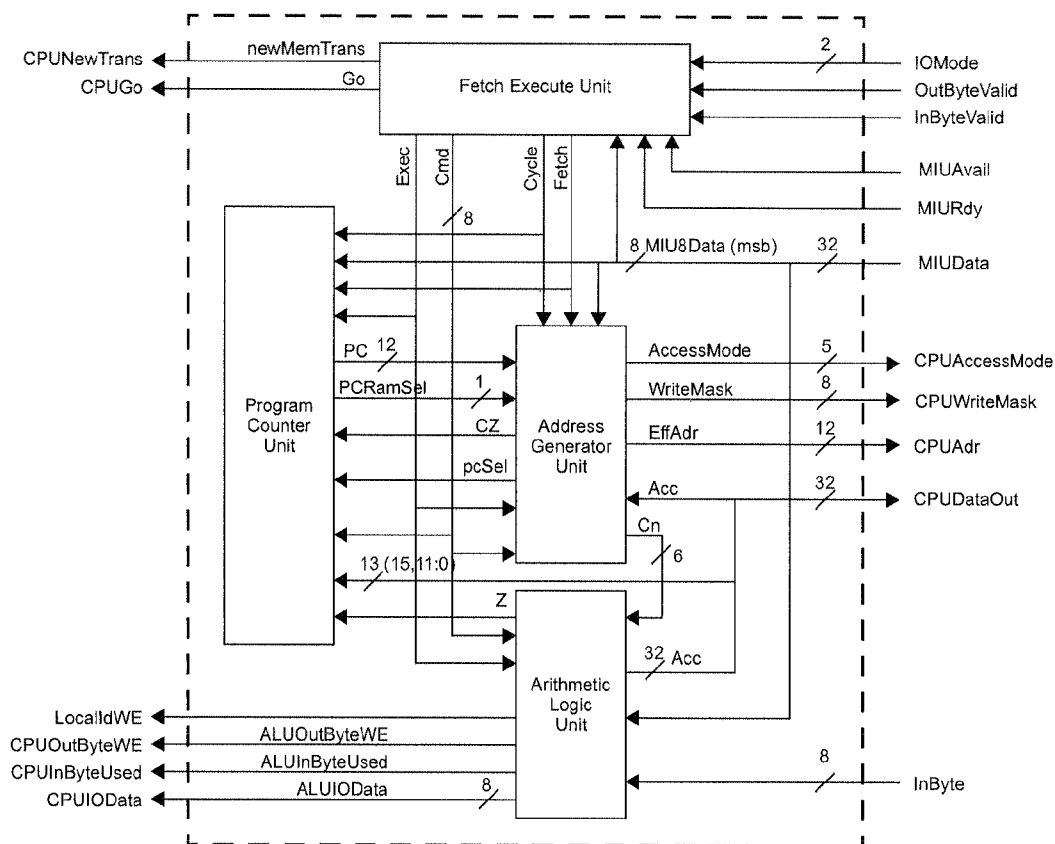 CPUNewTrans
newMemTrans
CPUGo
Go
Fetch Execute Unit
2
IOMode
OutByteValid
InByteValid
MIUAvail
MIURdy
Exec
Cmd
Cycle
Fetch
8
8 MIU8Data (msb)
32
MIUData
PC 12
PCRamSel 1
CZ
pcSel
Program
Counter
Unit
Address
Generator
Unit
AccessMode 5
CPUAccessMode
WriteMask 8
CPUWriteMask
EffAdr 12
CPUAdr
Acc 32
CPUDataOut
Cn
6
13 (15,11:0)
Z
32 Acc
Arithmetic
Logic
Unit
LocalIdWE
CPUOutByteWE
ALUOutByteWE
CPUInByteUsed
ALUInByteUsed
CPUIOData
ALUIOData 8
8
InByte